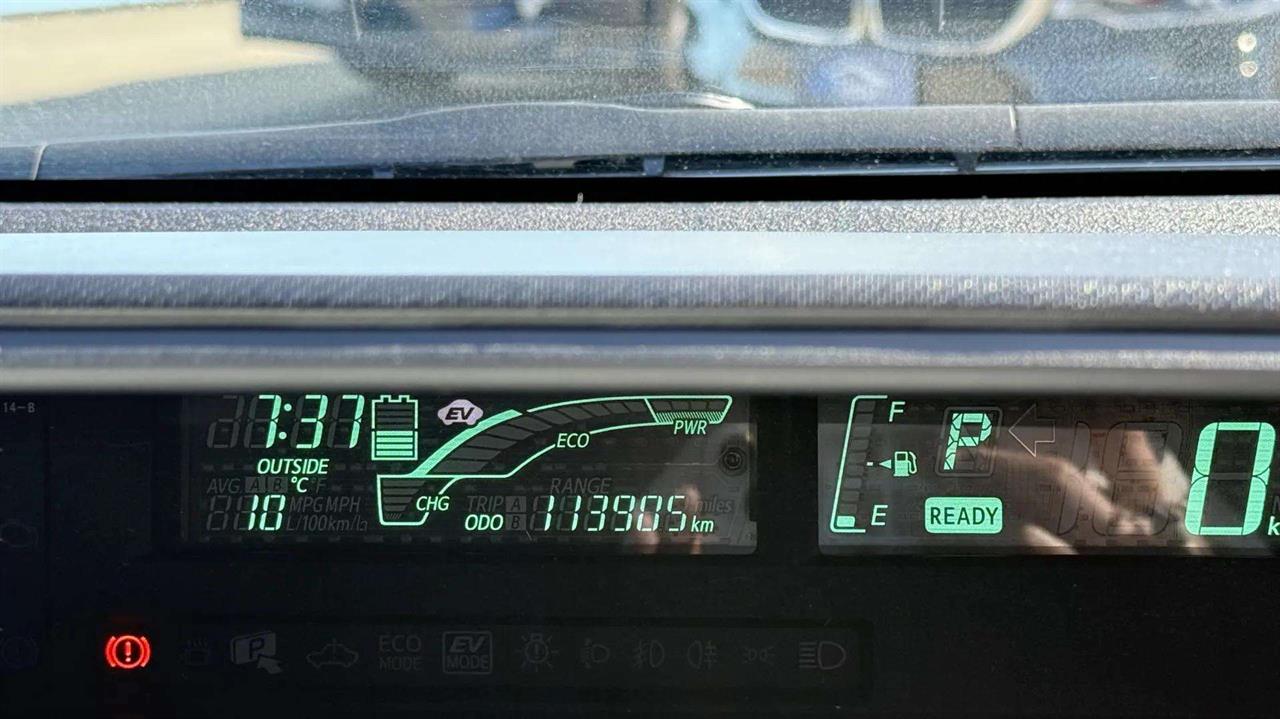 14-B
7:37
EV
PWR
ECO
OUTSIDE
AVG. A B °C F
MPG MPH
10 L/100km/h
CHG
TRIP A
B
RANGE
miles
ODO 113905 km
F
E
P
READY
0
k
P
ECO
MODE
EV
MODE